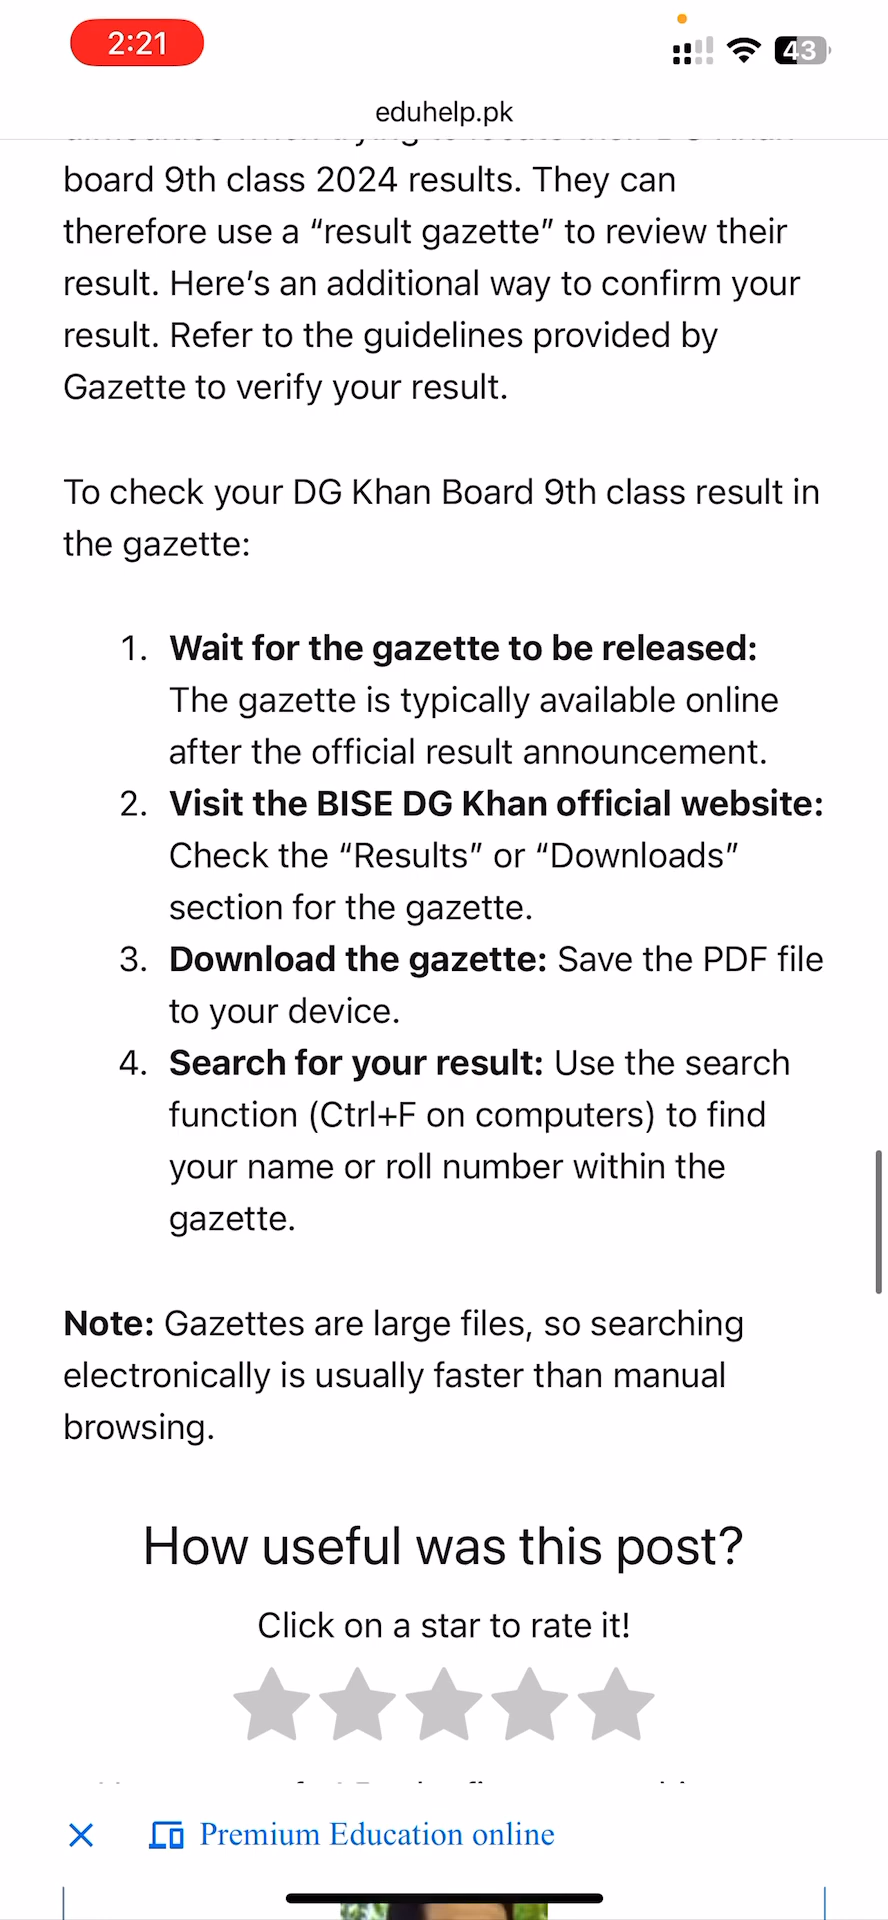 2:21
43
eduhelp.pk
board 9th class 2024 results. They can
therefore use a “result gazette” to review their
result. Here’s an additional way to confirm your
result. Refer to the guidelines provided by
Gazette to verify your result.
To check your DG Khan Board 9th class result in
the gazette:
1. Wait for the gazette to be released:
The gazette is typically available online
after the official result announcement.
2. Visit the BISE DG Khan official website:
Check the “Results” or “Downloads”
section for the gazette.
3. Download the gazette: Save the PDF file
to your device.
4. Search for your result: Use the search
function (Ctrl+F on computers) to find
your name or roll number within the
gazette.
Note: Gazettes are large files, so searching
electronically is usually faster than manual
browsing.
How useful was this post?
Click on a star to rate it!
Premium Education online